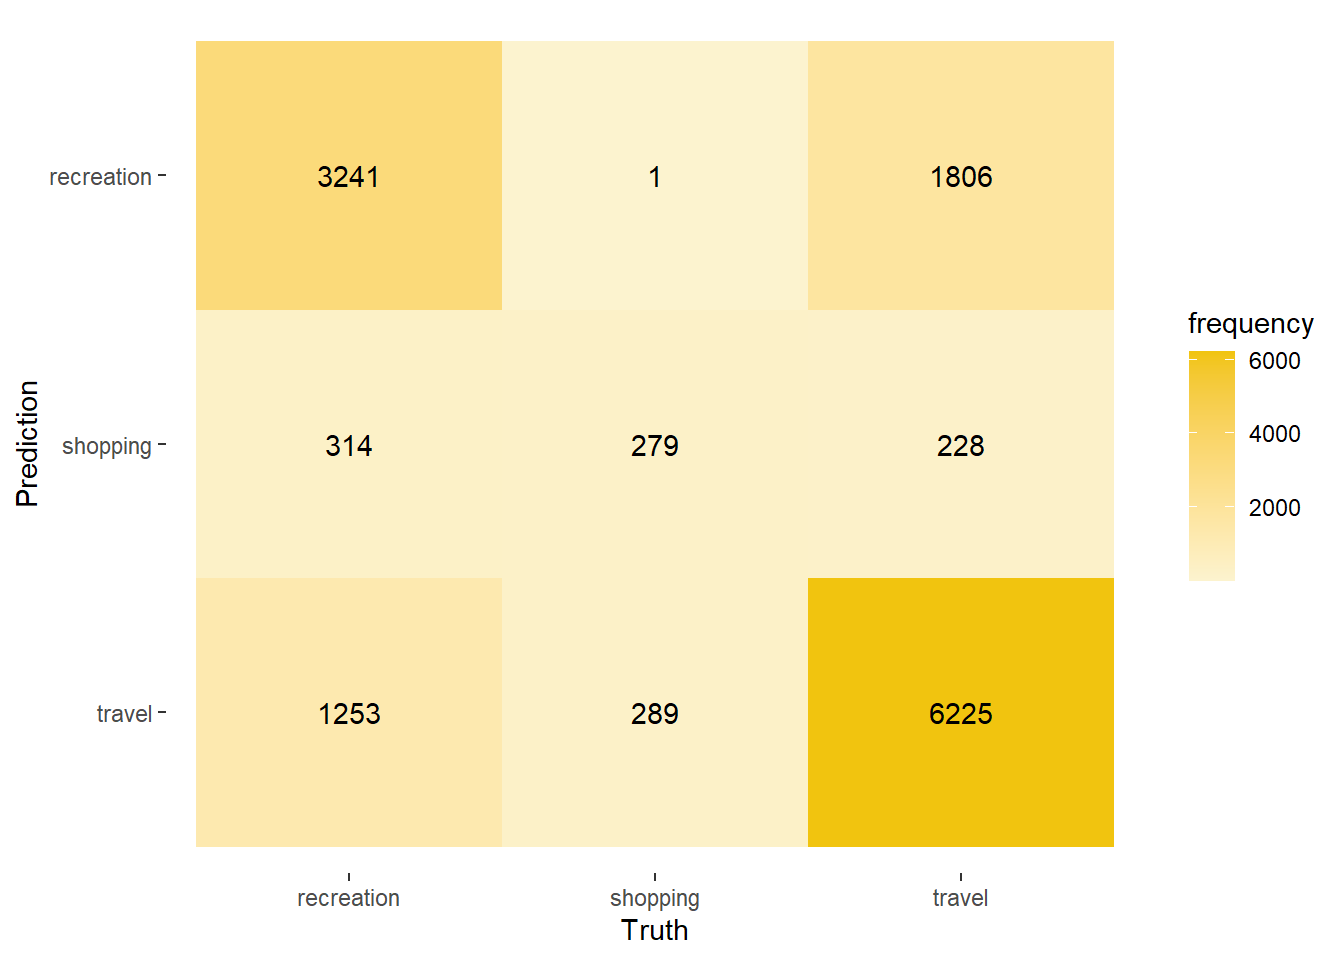 recreation
3241
1
1806
shopping
314
279
228
travel
1253
289
6225
recreation
shopping
travel
Truth
Prediction
frequency
6000
4000
2000